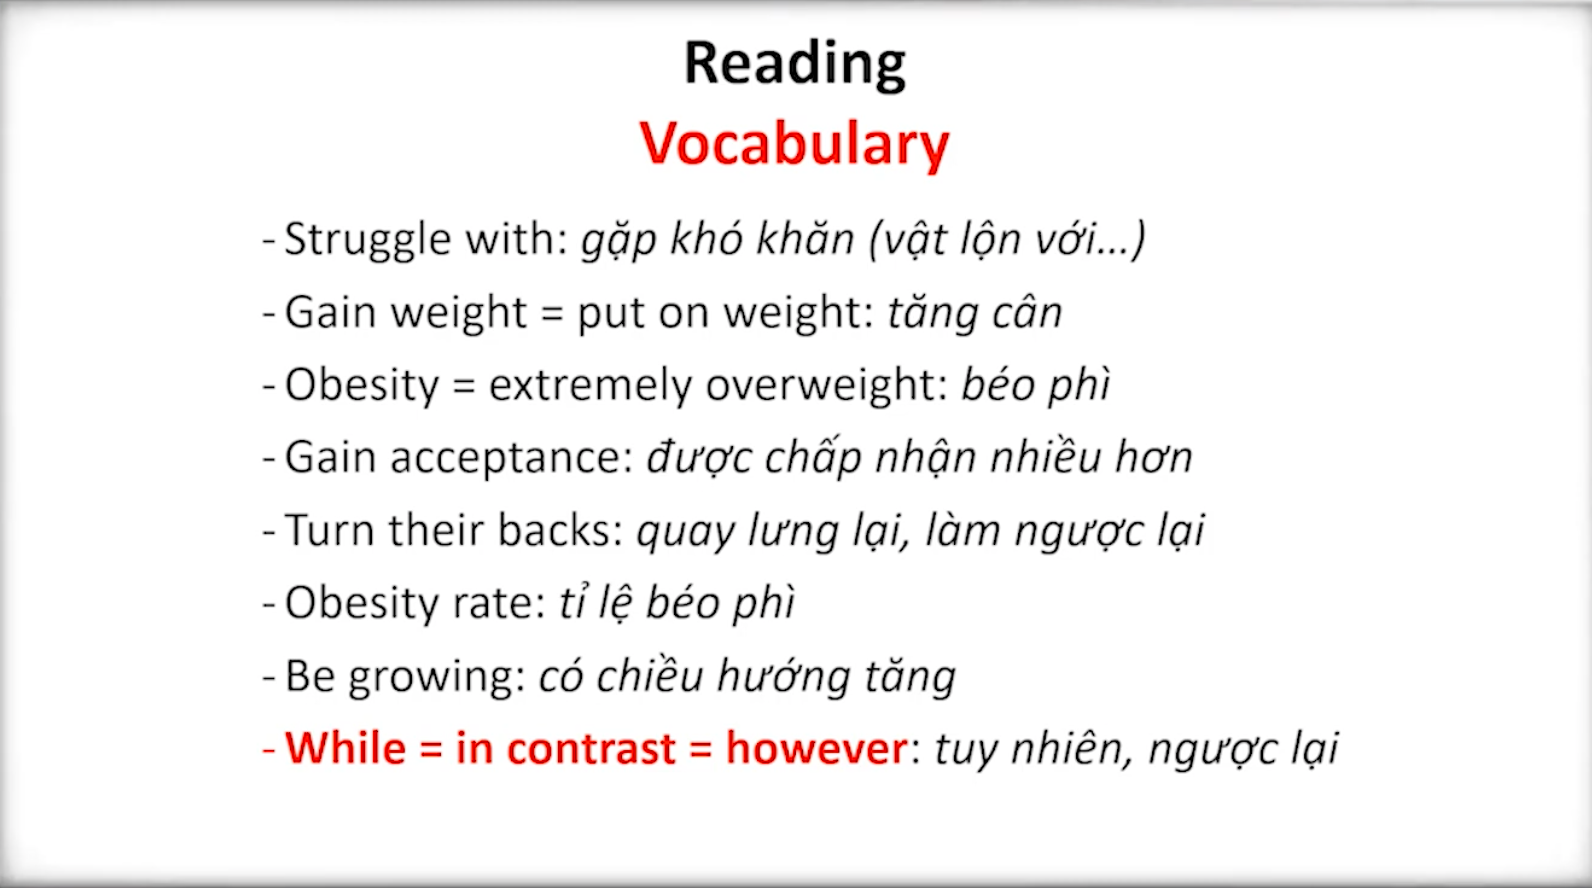 Reading
Vocabulary
- Struggle with: gặp khó khăn (vật lộn với...)
- Gain weight = put on weight: tăng cân
- Obesity = extremely overweight: béo phì
- Gain acceptance: được chấp nhận nhiều hơn
- Turn their backs: quay lưng lại, làm ngược lại
- Obesity rate: tỉ lệ béo phì
- Be growing: có chiều hướng tăng
- While = in contrast = however: tuy nhiên, ngược lại